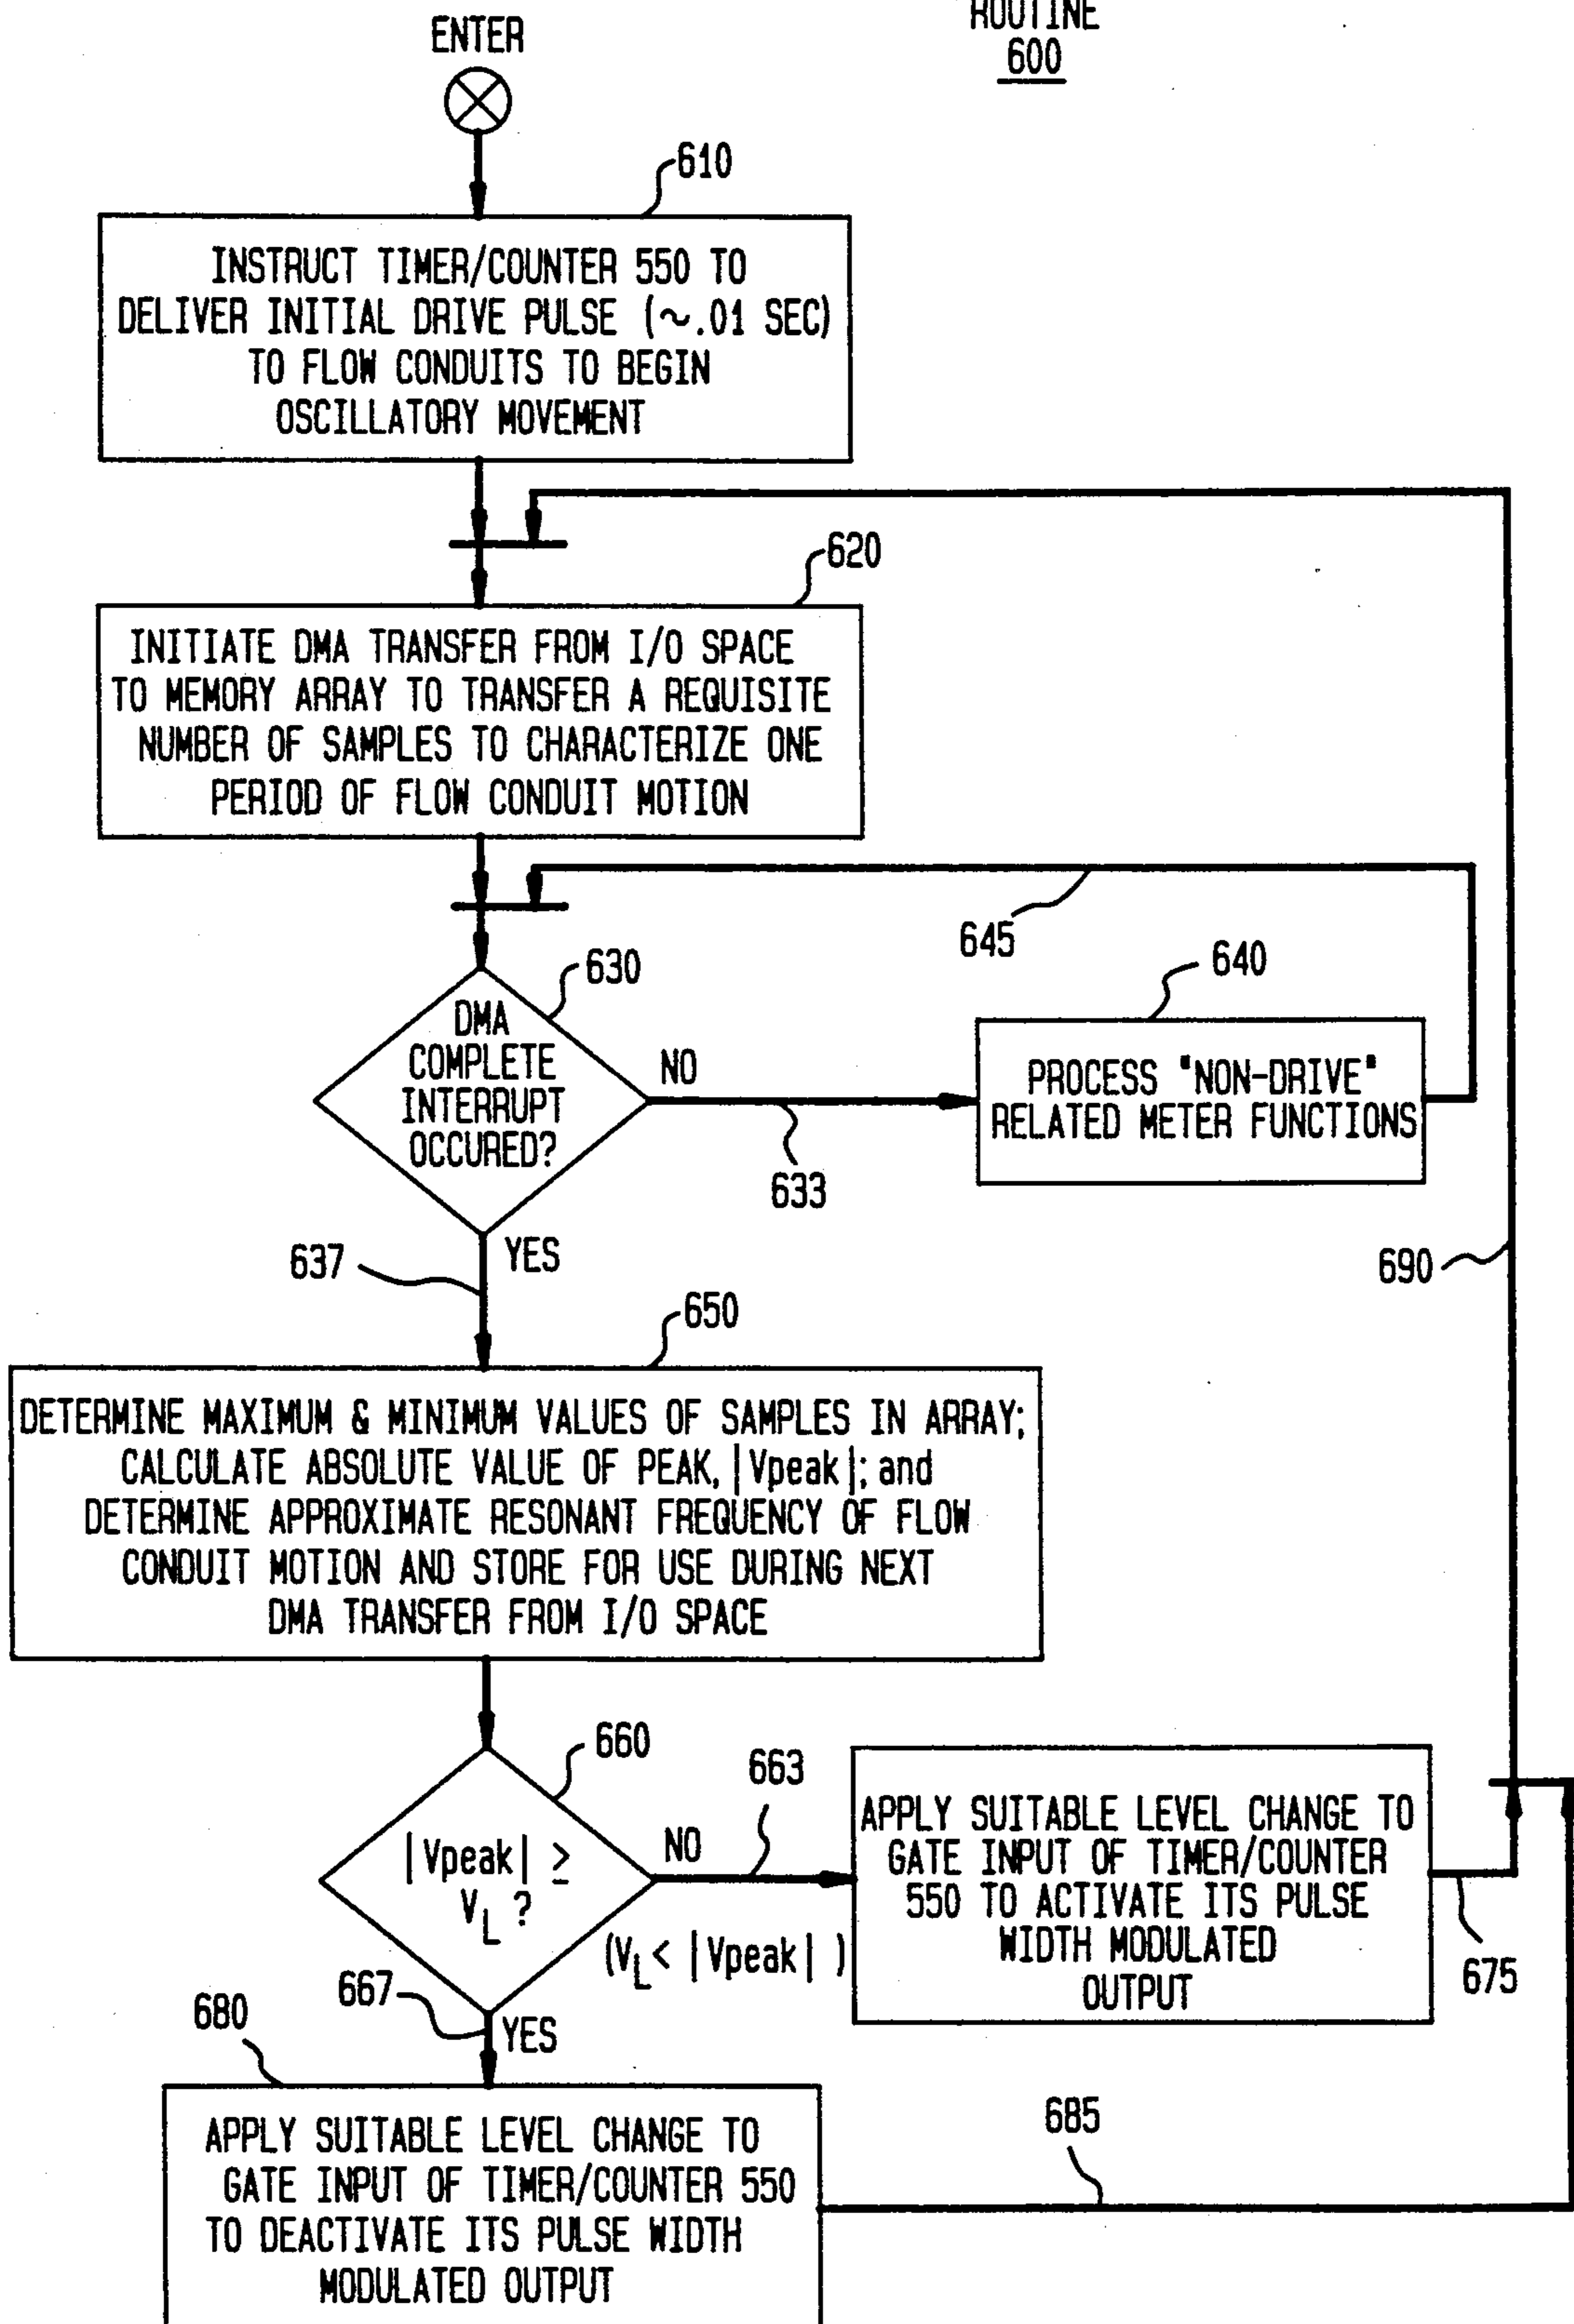 ROUTINE
600
ENTER
610
INSTRUCT TIMER/COUNTER 550 TO
DELIVER INITIAL DRIVE PULSE (~.01 SEC)
TO FLOW CONDUITS TO BEGIN
OSCILLATORY MOVEMENT
620
INITIATE DMA TRANSFER FROM I/O SPACE
TO MEMORY ARRAY TO TRANSFER A REQUISITE
NUMBER OF SAMPLES TO CHARACTERIZE ONE
PERIOD OF FLOW CONDUIT MOTION
645
630
DMA
COMPLETE
INTERRUPT
OCCURED?
NO
633
640
PROCESS "NON-DRIVE"
RELATED METER FUNCTIONS
637
YES
690
650
DETERMINE MAXIMUM & MINIMUM VALUES OF SAMPLES IN ARRAY;
CALCULATE ABSOLUTE VALUE OF PEAK, |Vpeak|; and
DETERMINE APPROXIMATE RESONANT FREQUENCY OF FLOW
CONDUIT MOTION AND STORE FOR USE DURING NEXT
DMA TRANSFER FROM I/O SPACE
660
|Vpeak| ≥
VL ?
NO
663
(VL < |Vpeak| )
APPLY SUITABLE LEVEL CHANGE TO
GATE INPUT OF TIMER/COUNTER
550 TO ACTIVATE ITS PULSE
WIDTH MODULATED
OUTPUT
675
667
YES
680
APPLY SUITABLE LEVEL CHANGE TO
GATE INPUT OF TIMER/COUNTER 550
TO DEACTIVATE ITS PULSE WIDTH
MODULATED OUTPUT
685